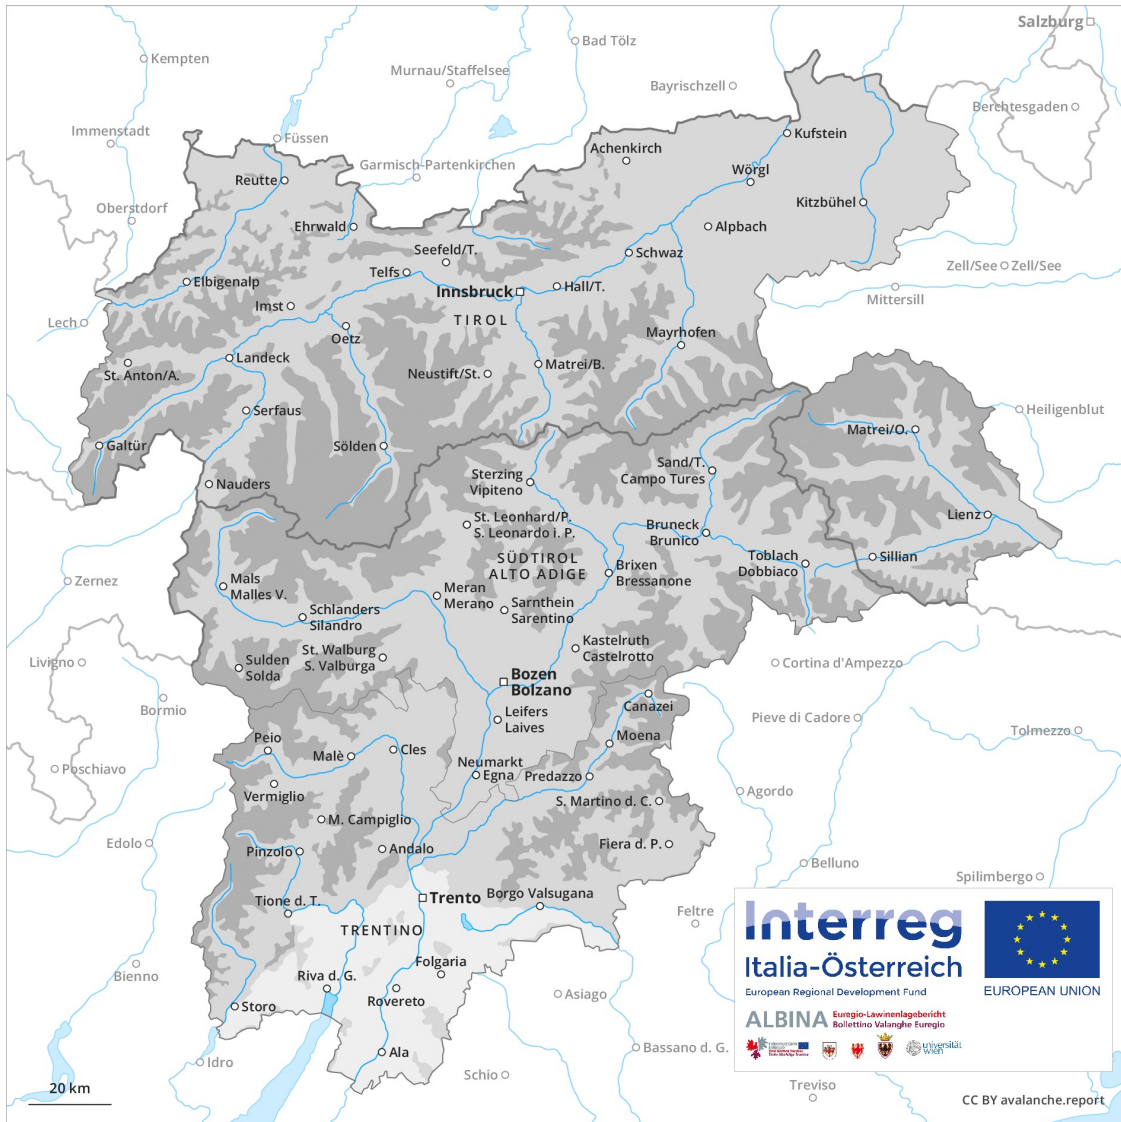 Salzburg
Bad Tölz
Kempten
Murnau/Staffelsee
Bayrischzell
Berchtesgaden
Immenstadt
Füssen
Kufstein
Achenkirch
Garmisch-Partenkirchen
Wörgl
Reutte
Oberstdorf
Kitzbühel
Ehrwald
Alpbach
Seefeld/T.
Schwaz
Telfs
Zell/See
Zell/See
Elbigenalp
Hall/T.
Innsbruck
Mittersill
Imst
TIROL
Lech
Oetz
Mayrhofen
Landeck
Matrei/B.
St. Anton/A.
Neustift/St.
Serfaus
Heiligenblut
Matrei/O.
Galtür
Sölden
Sand/T.
Campo Tures
Sterzing
Vipiteno
Nauders
St. Leonhard/P.
S. Leonardo i. P.
Lienz
Bruneck
Brunico
SÜDTIROL
ALTO ADIGE
Toblach
Dobbiaco
Sillian
Brixen
Bressanone
Zernez
Mals
Malles V.
Meran
Merano
Sarnthein
Sarentino
Schlanders
Silandro
Kastelruth
Castelrotto
St. Walburg
S. Valburga
Livigno
Sulden
Solda
Cortina d'Ampezzo
Bozen
Bolzano
Bormio
Canazei
Leifers
Laives
Pieve di Cadore
Tolmezzo
Peio
Moena
Malè
Cles
Neumarkt
Egna
Predazzo
Poschiavo
Vermiglio
Agordo
S. Martino d. C.
M. Campiglio
Edolo
Pinzolo
Andalo
Fiera d. P.
Belluno
Spilimbergo
Tione d. T.
Trento
Borgo Valsugana
Feltre
TRENTINO
Folgaria
Bienno
Riva d. G.
Rovereto
Asiago
Storo
Ala
Idro
Schio
Bassano d. G.
Treviso
Interreg
Italia-Österreich
European Regional Development Fund
EUROPEAN UNION
ALBINA
Euregio-Lawinenlagebericht
Bollettino Valanghe Euregio
universität
wien
20 km
CC BY avalanche.report